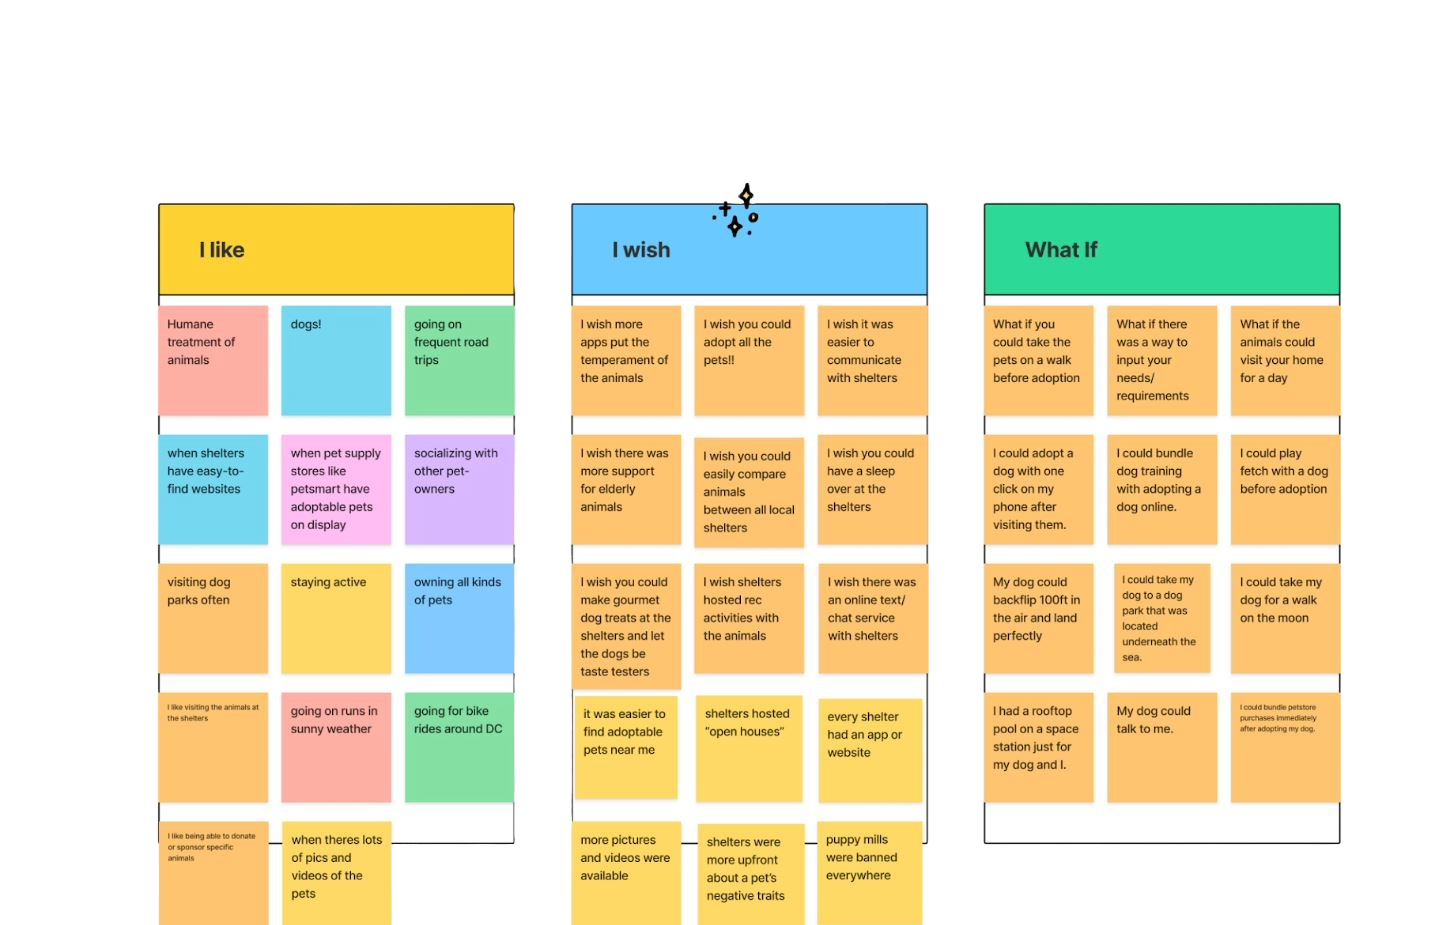 I like
Humane
treatment of
animals
dogs!
going on
frequent road
trips
when shelters
have easy-to-
find websites
when pet supply
stores like
petsmart have
adoptable pets
on display
socializing with
other pet-
owners
visiting dog
parks often
staying active
owning all kinds
of pets
I like visiting the animals at
the shelters
going on runs in
sunny weather
going for bike
rides around DC
I like being able to donate
or sponsor specific
animals
when theres lots
of pics and
videos of the
pets
I wish
I wish more
apps put the
temperament of
the animals
I wish you could
adopt all the
pets!!
I wish it was
easier to
communicate
with shelters
I wish there was
more support
for elderly
animals
I wish you could
easily compare
animals
between all local
shelters
I wish you could
have a sleep
over at the
shelters
I wish you could
make gourmet
dog treats at the
shelters and let
the dogs be
taste testers
I wish shelters
hosted rec
activities with
the animals
I wish there was
an online text/
chat service
with shelters
it was easier to
find adoptable
pets near me
shelters hosted
“open houses”
every shelter
had an app or
website
more pictures
and videos were
available
shelters were
more upfront
about a pet’s
negative traits
puppy mills
were banned
everywhere
What If
What if you
could take the
pets on a walk
before adoption
What if there
was a way to
input your
needs/
requirements
What if the
animals could
visit your home
for a day
I could adopt a
dog with one
click on my
phone after
visiting them.
I could bundle
dog training
with adopting a
dog online.
I could play
fetch with a dog
before adoption
My dog could
backflip 100ft in
the air and land
perfectly
I could take my
dog to a dog
park that was
located
underneath the
sea.
I could take my
dog for a walk
on the moon
I had a rooftop
pool on a space
station just for
my dog and I.
My dog could
talk to me.
I could bundle petstore
purchases immediately
after adopting my dog.